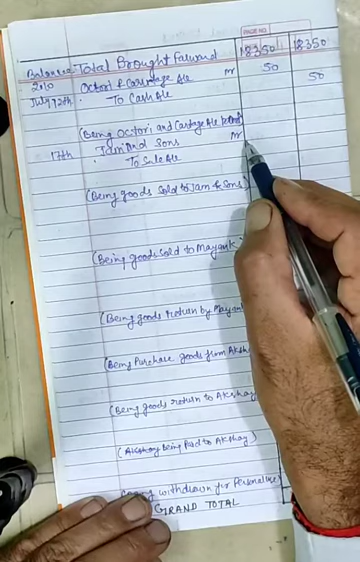 PAGE NO
Balance Total Brought Farward 18350 18350
2010 Octori & Cartage A/c Dr 50
July 12th To Cash A/c 50
(Being Octori and Cartage A/c
17th Jam and Sons Dr
To Sale A/c
(Being goods Sold to Jam & Sons)
(Being goods Sold to Mayank)
(Being goods return by Mayank
(Being Purchase goods from Aksh
(Being goods return to Akshay
(Akshay Being Paid to Akshay)
withdrawn for Personal use
GRAND TOTAL